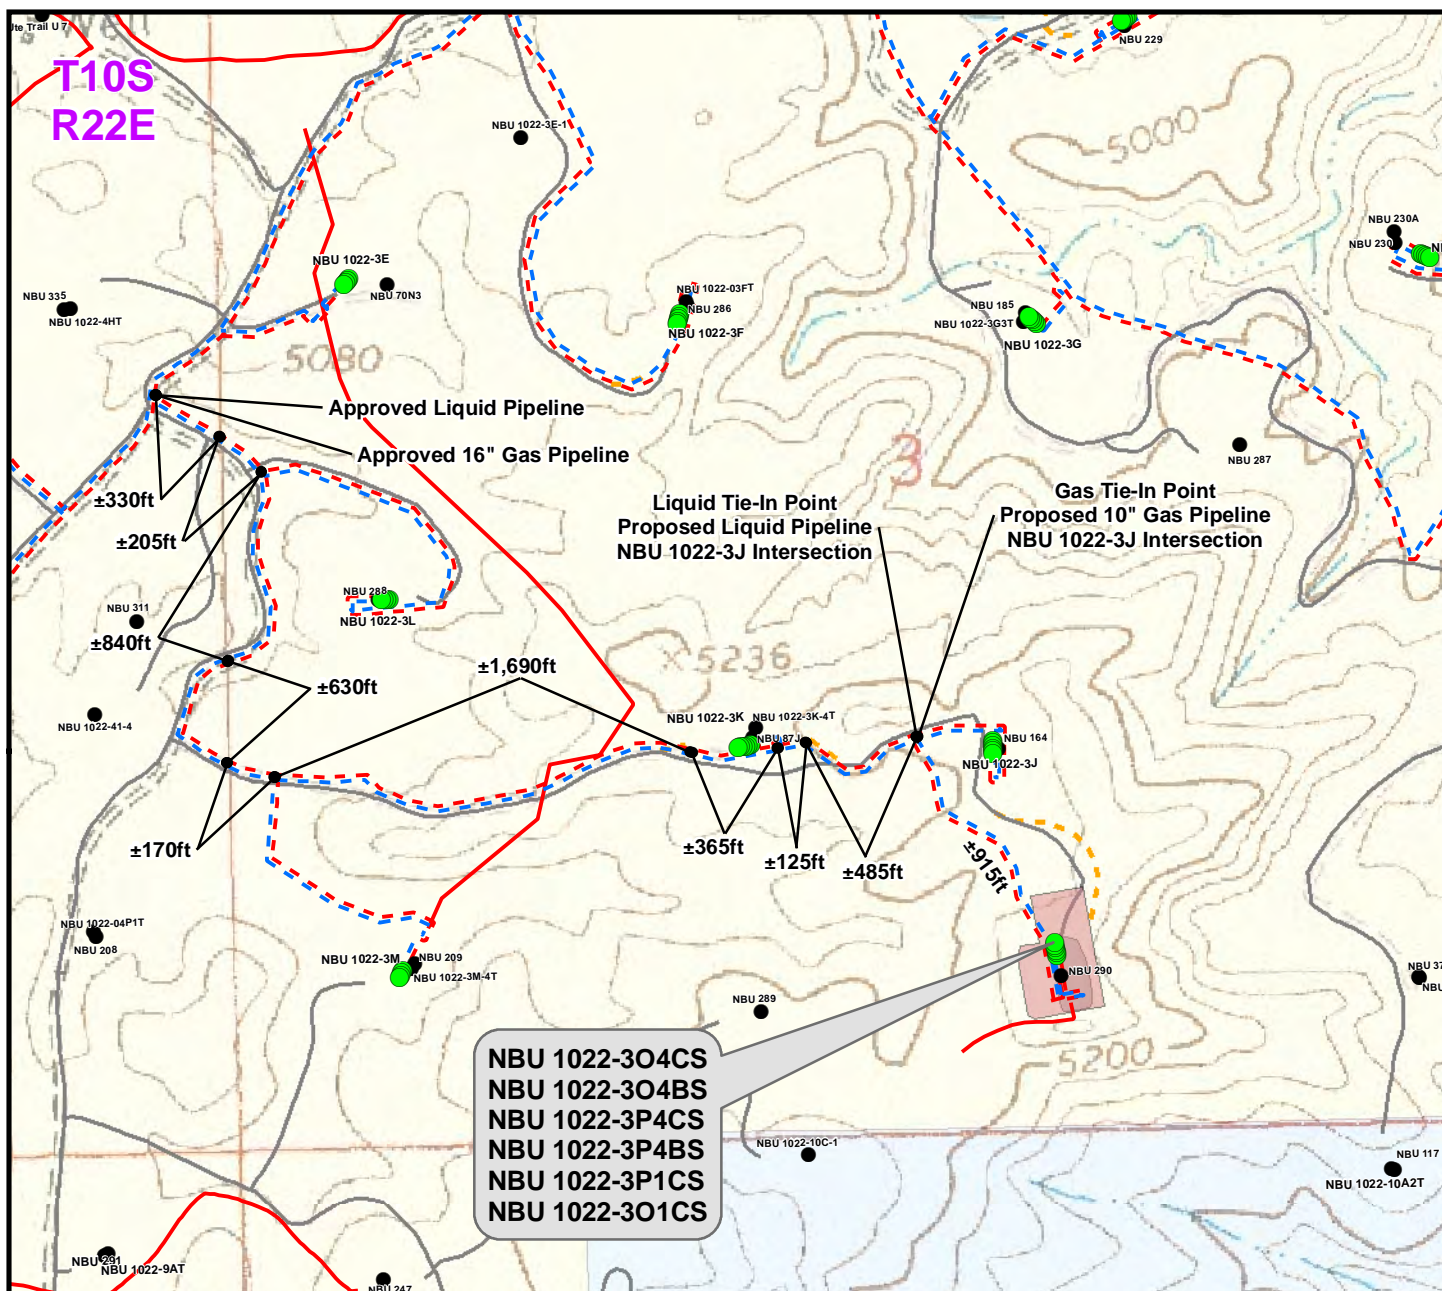 Ute Trail U 7
T10S
R22E
NBU 229
NBU 1022-3E-1
5000
NBU 230A
NBU 230
NBU 1022-3E
NBU 70N3
NBU 335
NBU 1022-4HT
NBU 1022-03FT
NBU 286
NBU 1022-3F
NBU 185
NBU 1022-3G3T
NBU 1022-3G
5080
Approved Liquid Pipeline
Approved 16" Gas Pipeline
3
NBU 287
±330ft
±205ft
Liquid Tie-In Point
Proposed Liquid Pipeline
NBU 1022-3J Intersection
Gas Tie-In Point
Proposed 10" Gas Pipeline
NBU 1022-3J Intersection
NBU 288
NBU 1022-3L
NBU 311
±840ft
±630ft
±1,690ft
5236
NBU 1022-41-4
NBU 1022-3K
NBU 1022-3K-4T
NBU 87J
NBU 164
NBU 1022-3J
±170ft
±365ft
±125ft
±485ft
±915ft
NBU 1022-04P1T
NBU 208
NBU 1022-3M
NBU 209
NBU 1022-3M-4T
NBU 290
NBU 289
NBU 37
NBU
5200
NBU 1022-3O4CS
NBU 1022-3O4BS
NBU 1022-3P4CS
NBU 1022-3P4BS
NBU 1022-3P1CS
NBU 1022-3O1CS
NBU 1022-10C-1
NBU 117
NBU 1022-10A2T
NBU 291
NBU 1022-9AT
NBU 247